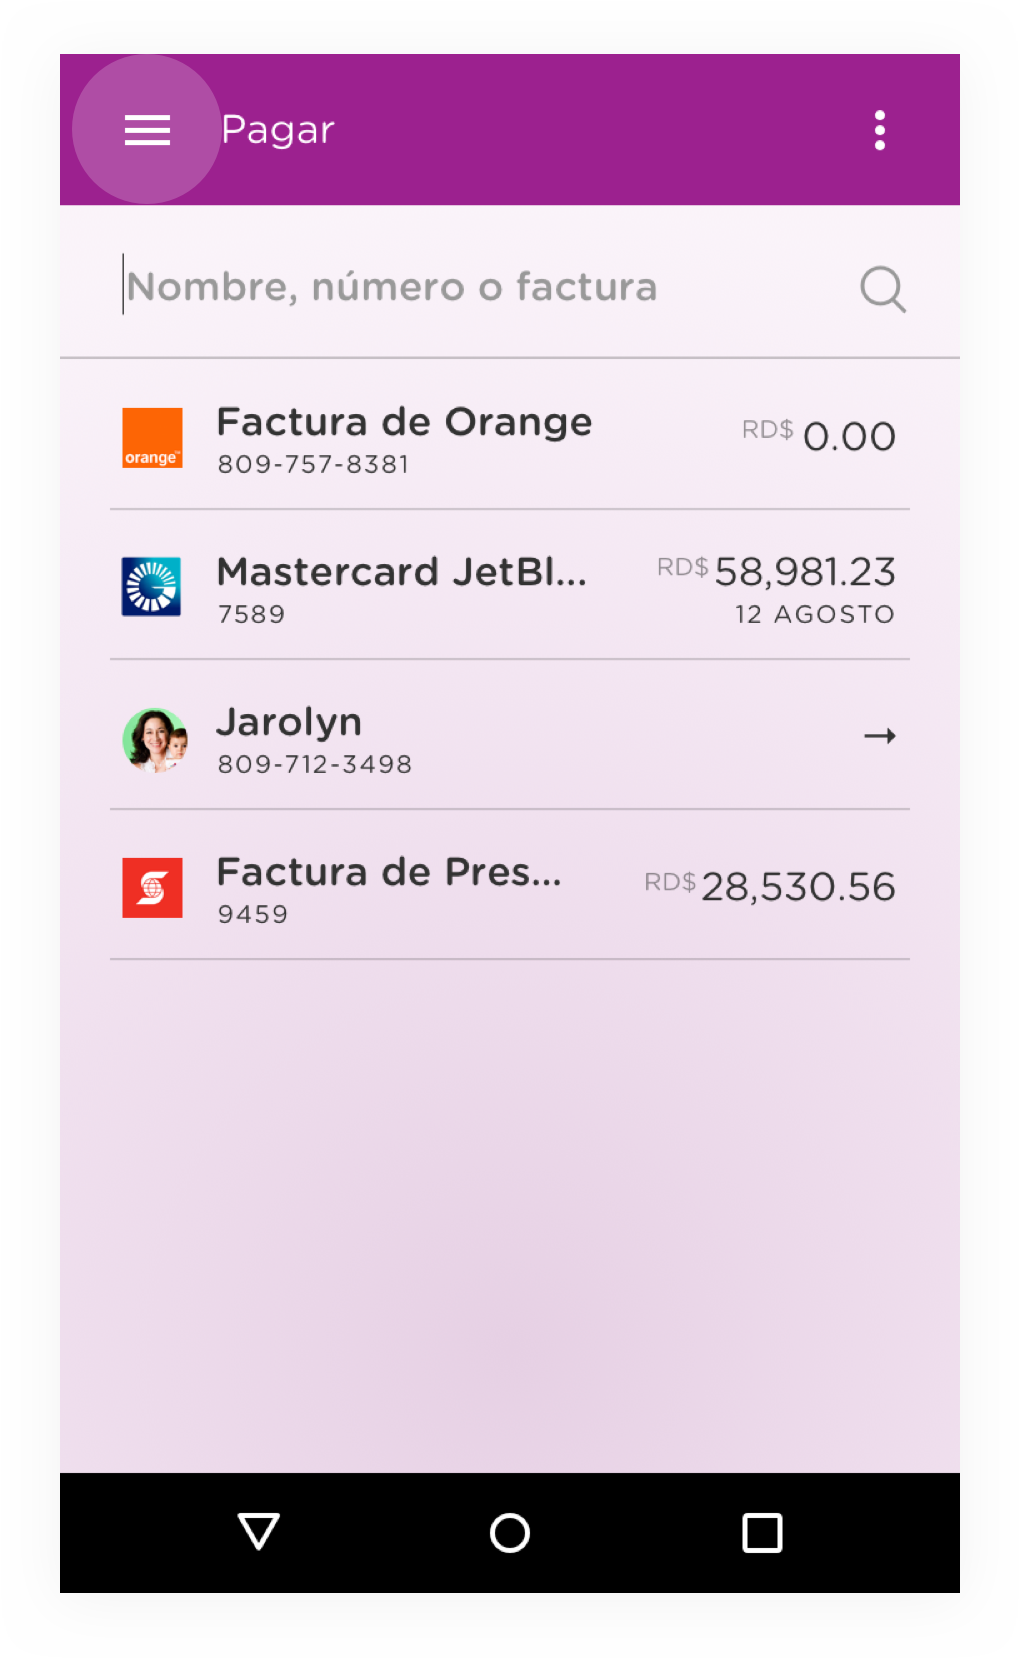 Pagar
Nombre, número o factura
Factura de Orange
RD$ 0.00
orange™
809-757-8381
Mastercard JetBl...
RD$ 58,981.23
7589
12 AGOSTO
Jarolyn
809-712-3498
Factura de Pres...
RD$ 28,530.56
9459